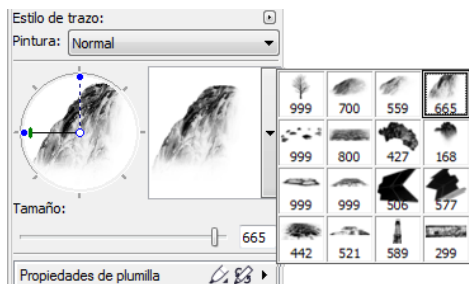 Estilo de trazo:
Pintura: Normal
999 700 559 665
999 800 427 168
999 999 506 577
442 521 589 299
Tamaño:
665
Propiedades de plumilla